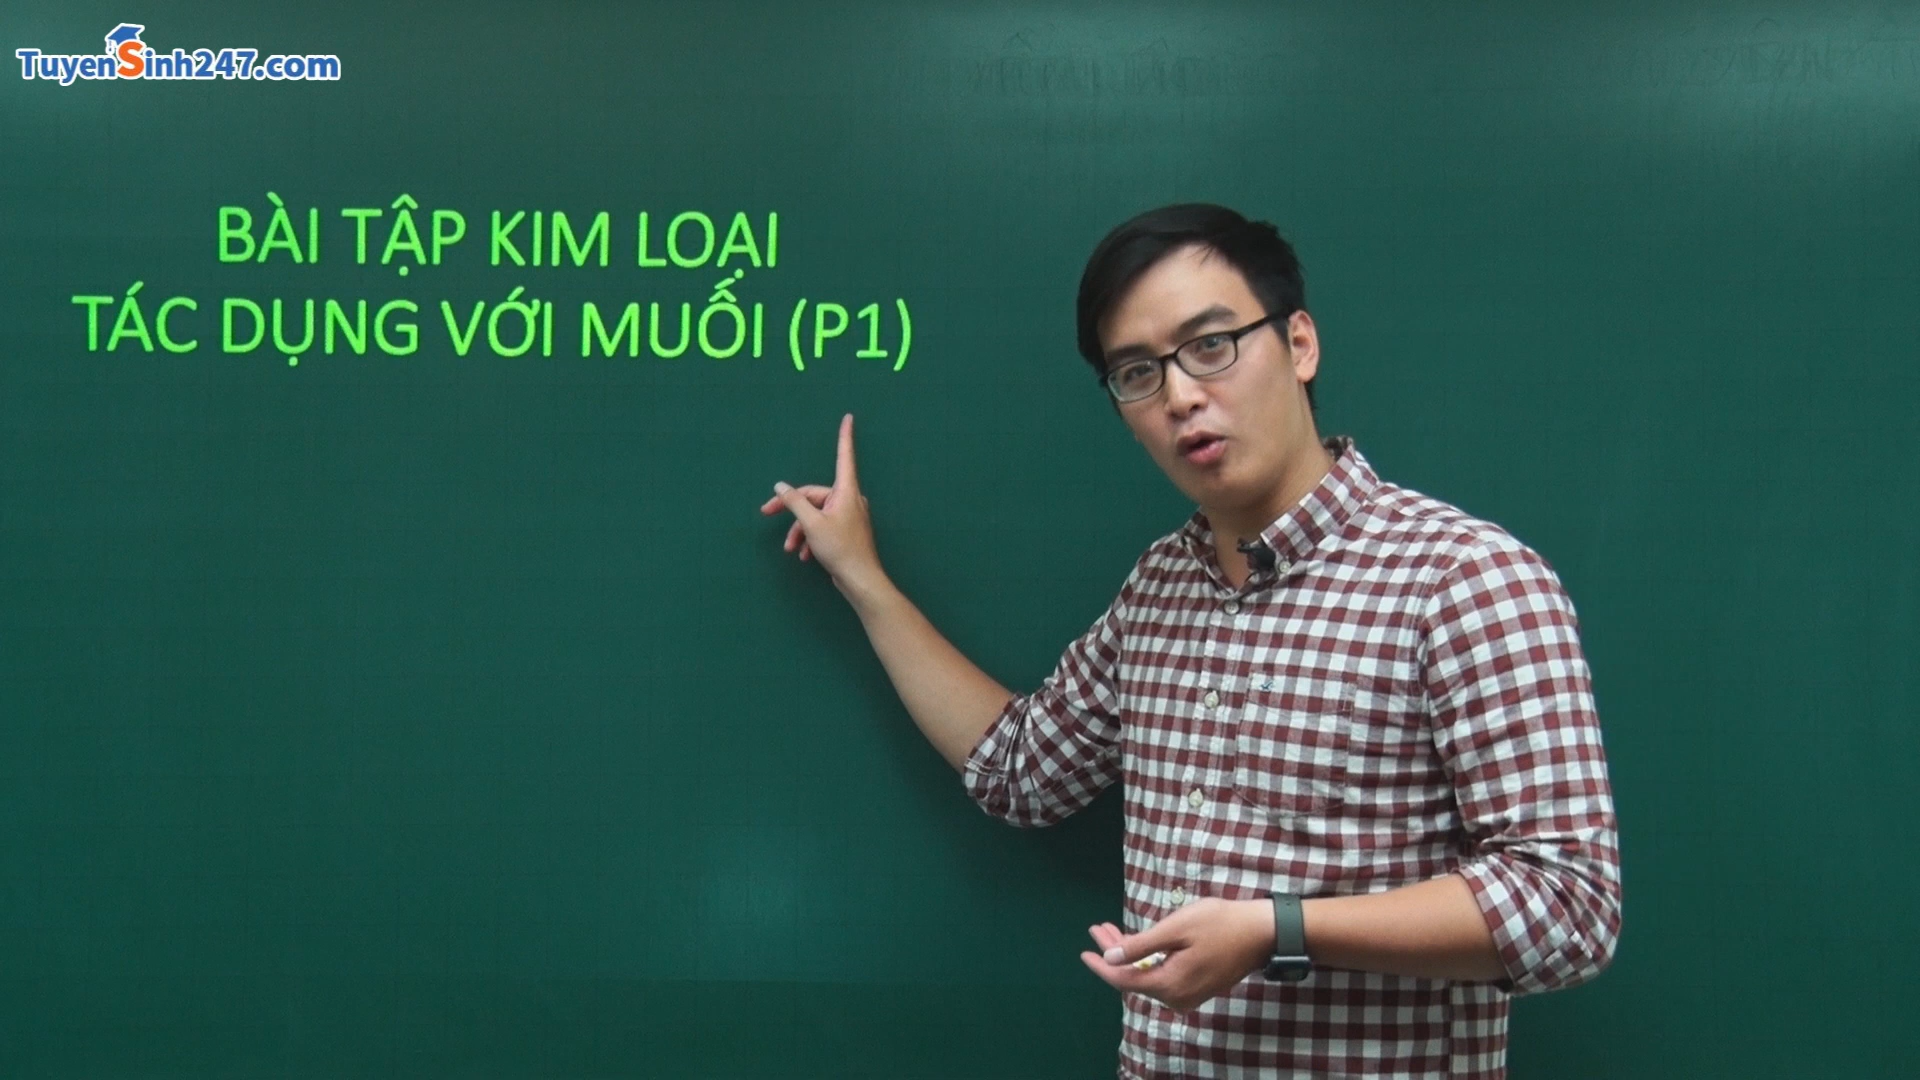 TuyenSinh247.com
BÀI TẬP KIM LOẠI
TÁC DỤNG VỚI MUỐI (P1)